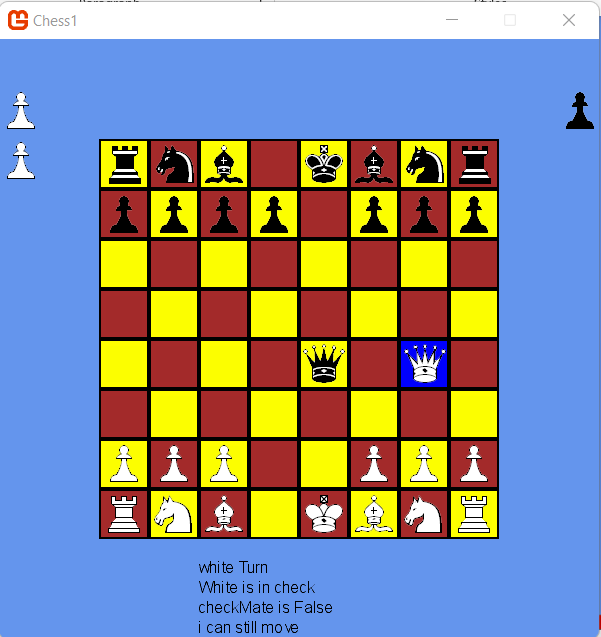 Chess1
white Turn
White is in check
checkMate is False
i can still move